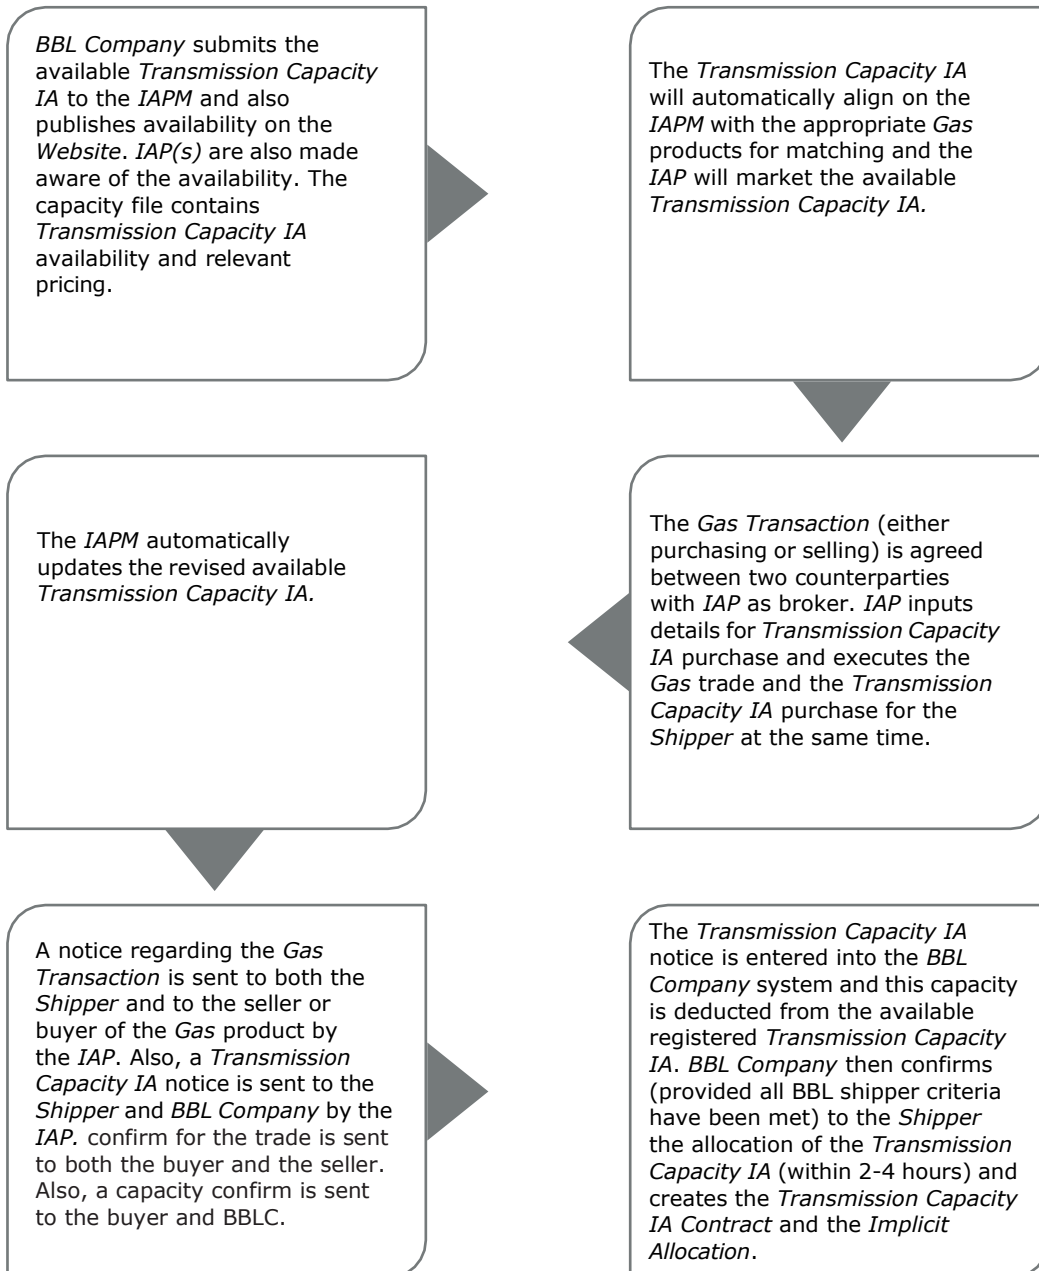 BBL Company submits the
available Transmission Capacity
IA to the IAPM and also
publishes availability on the
Website. IAP(s) are also made
aware of the availability. The
capacity file contains
Transmission Capacity IA
availability and relevant
pricing.
The Transmission Capacity IA
will automatically align on the
IAPM with the appropriate Gas
products for matching and the
IAP will market the available
Transmission Capacity IA.
The Gas Transaction (either
purchasing or selling) is agreed
between two counterparties
with IAP as broker. IAP inputs
details for Transmission Capacity
IA purchase and executes the
Gas trade and the Transmission
Capacity IA purchase for the
Shipper at the same time.
The IAPM automatically
updates the revised available
Transmission Capacity IA.
A notice regarding the Gas
Transaction is sent to both the
Shipper and to the seller or
buyer of the Gas product by
the IAP. Also, a Transmission
Capacity IA notice is sent to the
Shipper and BBL Company by the
IAP. confirm for the trade is sent
to both the buyer and the seller.
Also, a capacity confirm is sent
to the buyer and BBLC.
The Transmission Capacity IA
notice is entered into the BBL
Company system and this capacity
is deducted from the available
registered Transmission Capacity
IA. BBL Company then confirms
(provided all BBL shipper criteria
have been met) to the Shipper
the allocation of the Transmission
Capacity IA (within 2-4 hours) and
creates the Transmission Capacity
IA Contract and the Implicit
Allocation.